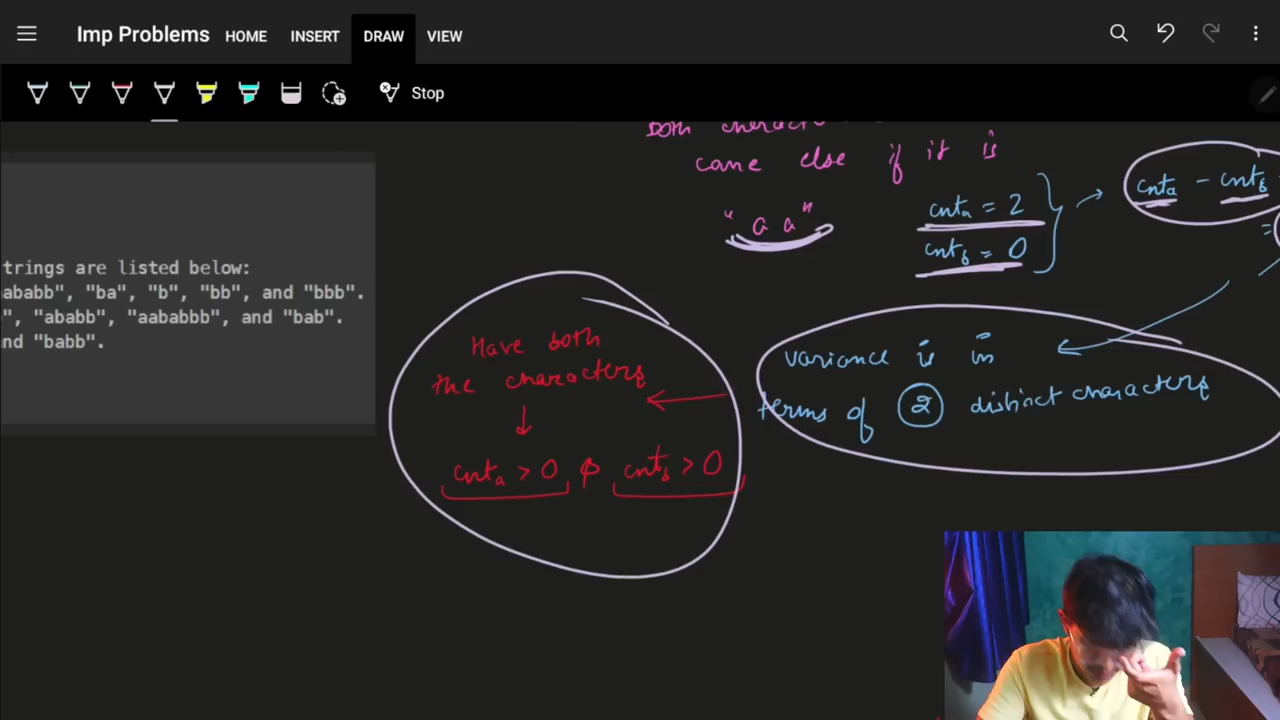 Imp Problems HOME INSERT DRAW VIEW
Stop
both
came else if it is
"aa"
cnta = 2
cntb = 0
cnta - cntb
=
trings are listed below:
ababb", "ba", "b", "bb", and "bbb".
", "ababb", "aababbb", and "bab".
nd "babb".
Have both
the characters
cnta > 0 & cntb > 0
variance is in
terms of 2 distinct characters